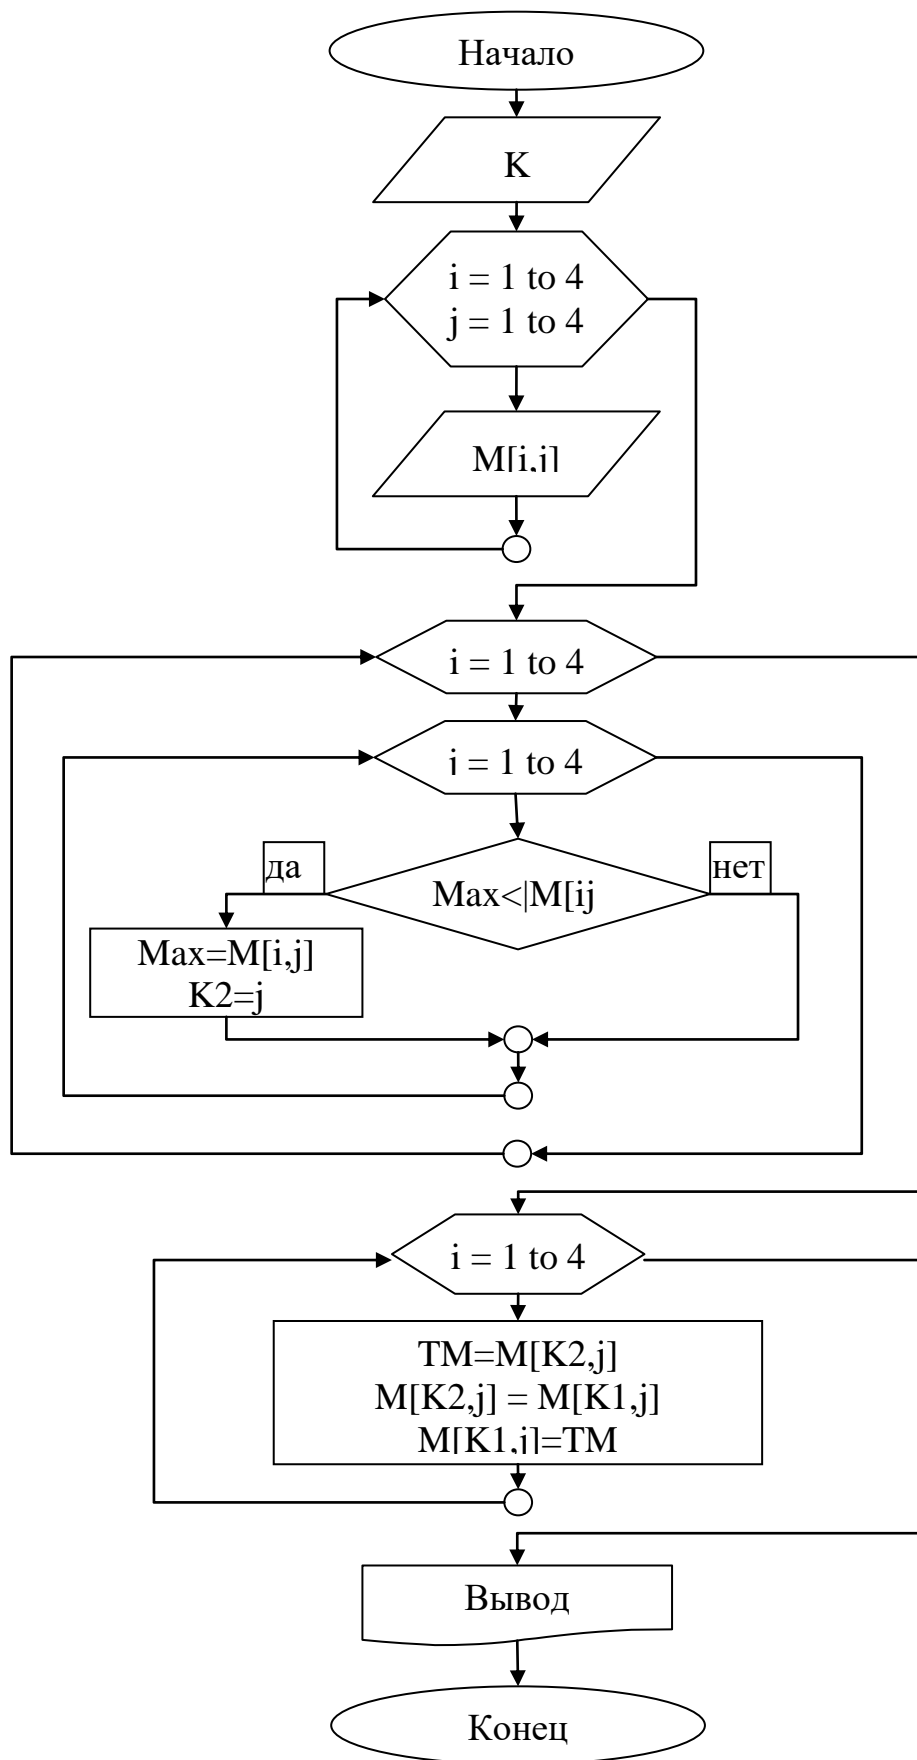 Начало
K
i = 1 to 4
j = 1 to 4
M[i,j]
i = 1 to 4
j = 1 to 4
да
нет
Max<|M[ij
Max=M[i,j]
K2=j
i = 1 to 4
TM=M[K2,j]
M[K2,j] = M[K1,j]
M[K1,j]=TM
Вывод
Конец